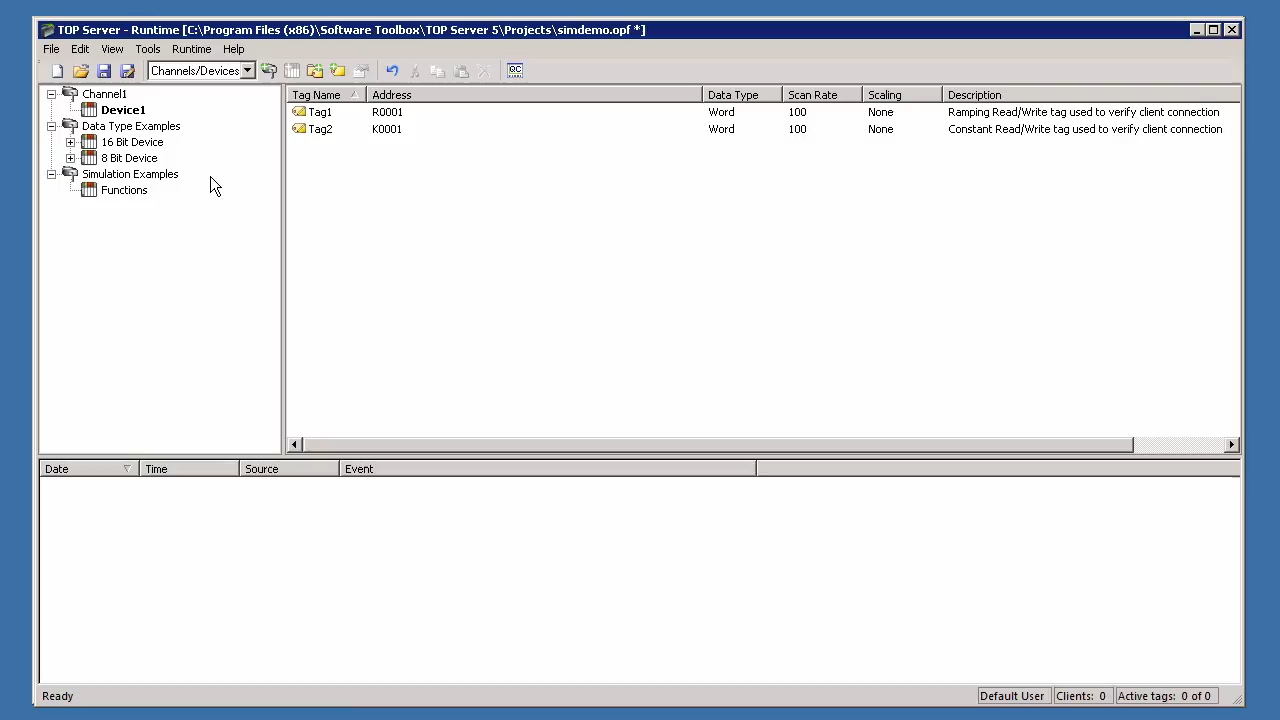 TOP Server - Runtime [C:\Program Files (x86)\Software Toolbox\TOP Server 5\Projects\simdemo.opf *]
File Edit View Tools Runtime Help
Channels/Devices
QC
Channel1
Device1
Data Type Examples
16 Bit Device
8 Bit Device
Simulation Examples
Functions
Tag Name Address Data Type Scan Rate Scaling Description
Tag1 R0001 Word 100 None Ramping Read/Write tag used to verify client connection
Tag2 K0001 Word 100 None Constant Read/Write tag used to verify client connection
Date Time Source Event
Ready Default User Clients: 0 Active tags: 0 of 0